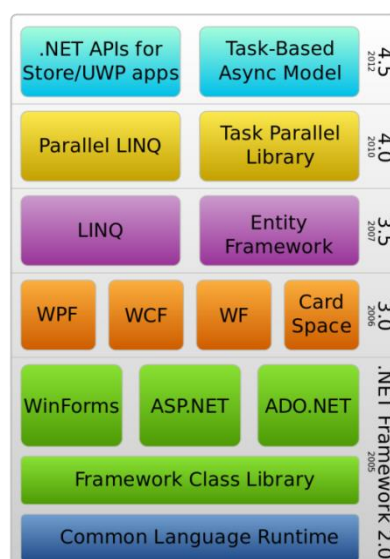 .NET APIs for
Store/UWP apps
Task-Based
Async Model
4.5
2012
Parallel LINQ
Task Parallel
Library
4.0
2010
LINQ
Entity
Framework
3.5
2007
WPF
WCF
WF
Card
Space
3.0
2006
WinForms
ASP.NET
ADO.NET
Framework Class Library
Common Language Runtime
.NET Framework 2.0
2005